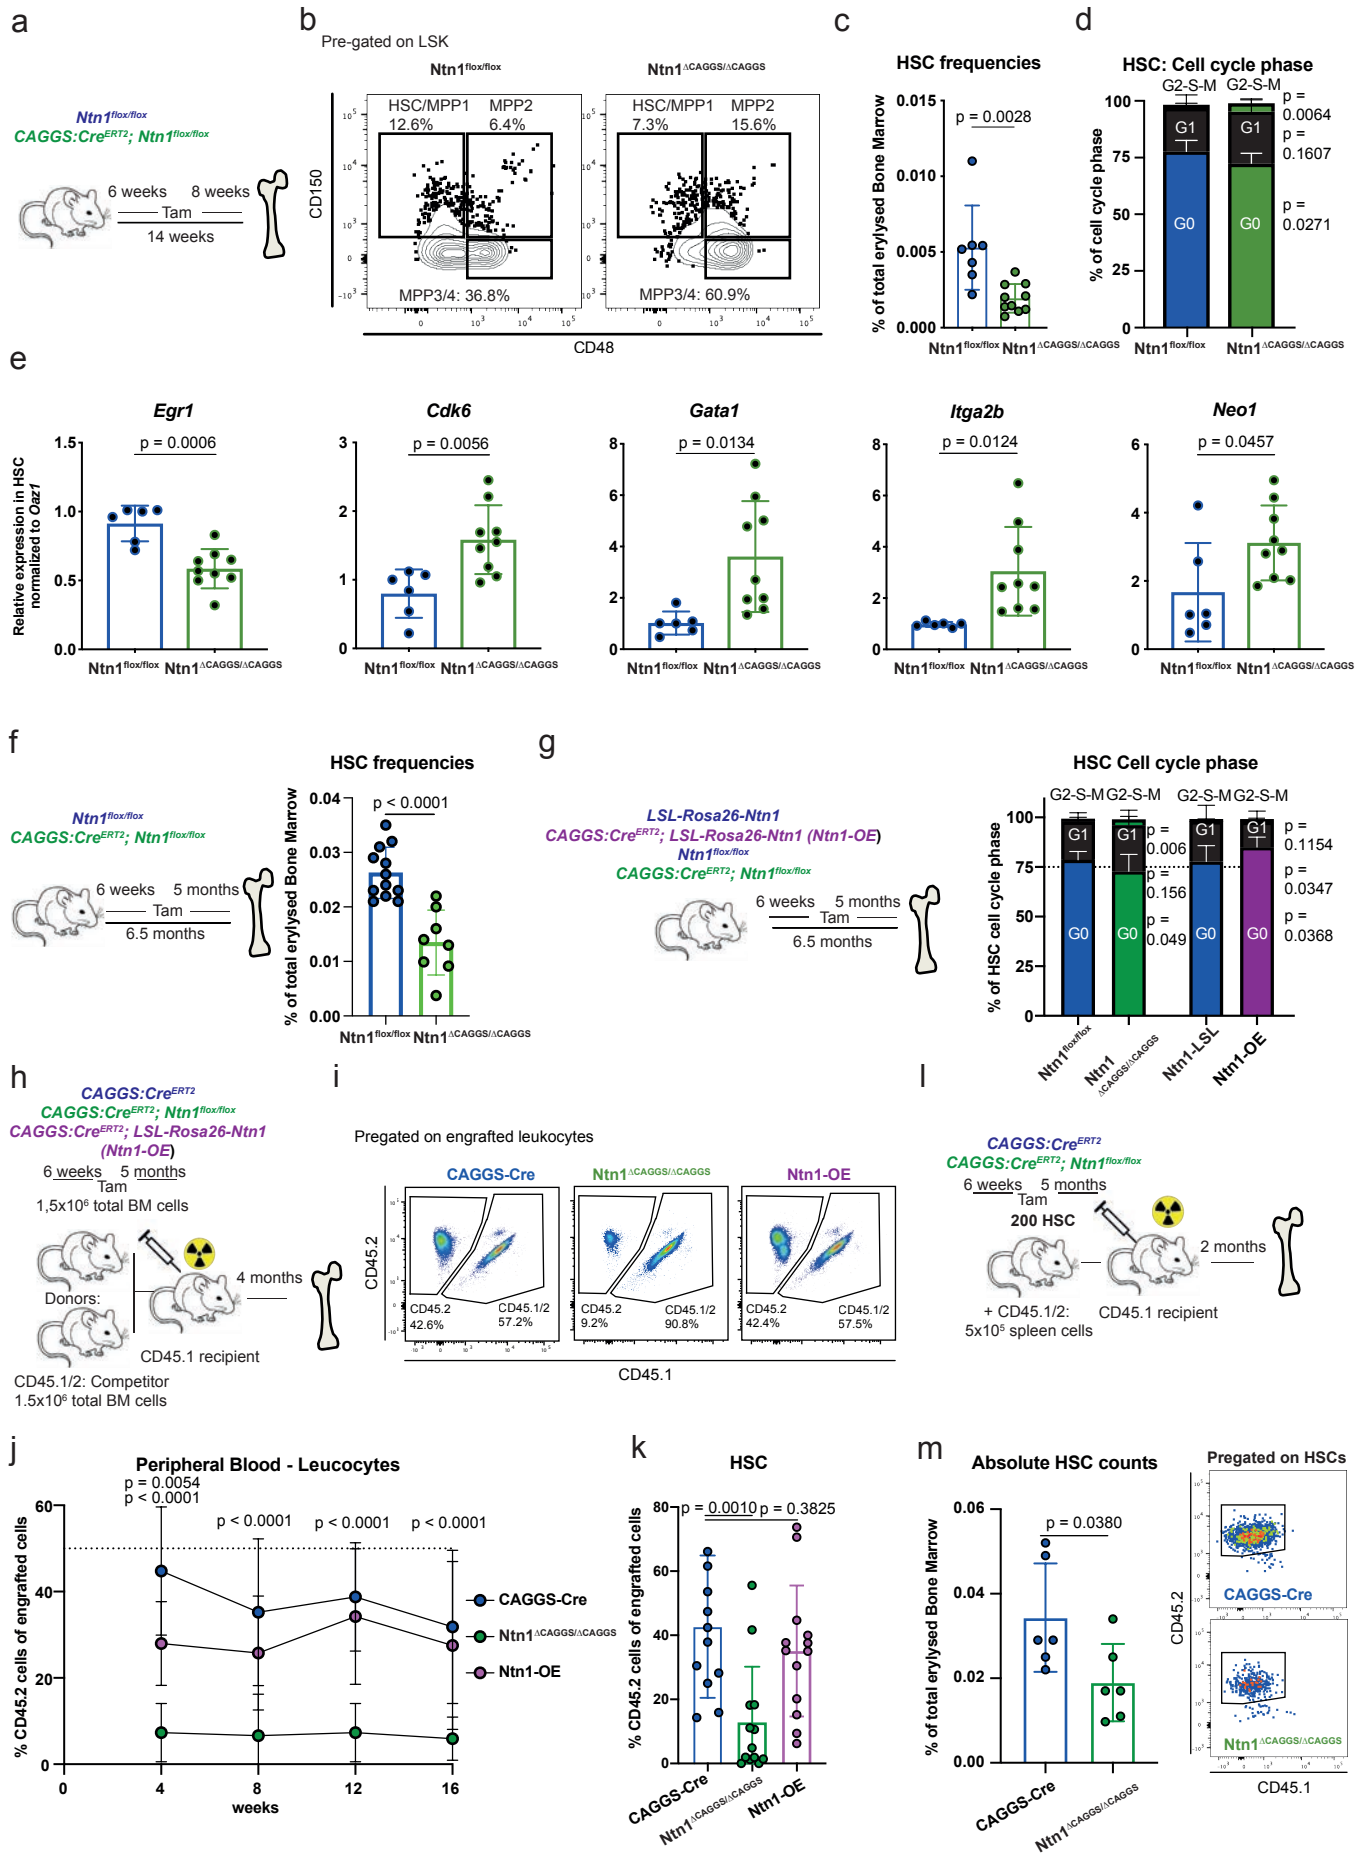 a
Ntn1flox/flox
CAGGS:CreERT2; Ntn1flox/flox
6 weeks 8 weeks
Tam
14 weeks
b
Pre-gated on LSK
Ntn1flox/flox
Ntn1ΔCAGGS/ΔCAGGS
HSC/MPP1
12.6%
MPP2
6.4%
MPP3/4: 36.8%
HSC/MPP1
7.3%
MPP2
15.6%
MPP3/4: 60.9%
CD150
CD48
c
HSC frequencies
% of total erylysed Bone Marrow
0.015
0.010
0.005
0.000
p = 0.0028
Ntn1flox/flox Ntn1ΔCAGGS/ΔCAGGS
d
HSC: Cell cycle phase
G2-S-M G2-S-M
% of cell cycle phase
100
75
50
25
0
G1 G1
G0 G0
p = 0.0064
p = 0.1607
p = 0.0271
Ntn1flox/flox Ntn1ΔCAGGS/ΔCAGGS
e
Relative expression in HSC
normalized to Oaz1
Egr1
p = 0.0006
1.5
1.0
0.5
0.0
Ntn1flox/flox Ntn1ΔCAGGS/ΔCAGGS
Cdk6
p = 0.0056
3
2
1
0
Ntn1flox/flox Ntn1ΔCAGGS/ΔCAGGS
Gata1
p = 0.0134
8
6
4
2
0
Ntn1flox/flox Ntn1ΔCAGGS/ΔCAGGS
Itga2b
p = 0.0124
8
6
4
2
0
Ntn1flox/flox Ntn1ΔCAGGS/ΔCAGGS
Neo1
p = 0.0457
6
4
2
0
Ntn1flox/flox Ntn1ΔCAGGS/ΔCAGGS
f
Ntn1flox/flox
CAGGS:CreERT2; Ntn1flox/flox
6 weeks 5 months
Tam
6.5 months
HSC frequencies
% of total erylysed Bone Marrow
p < 0.0001
0.04
0.03
0.02
0.01
0.00
Ntn1flox/flox Ntn1ΔCAGGS/ΔCAGGS
g
LSL-Rosa26-Ntn1
CAGGS:CreERT2; LSL-Rosa26-Ntn1 (Ntn1-OE)
Ntn1flox/flox
CAGGS:CreERT2; Ntn1flox/flox
6 weeks 5 months
Tam
6.5 months
HSC Cell cycle phase
G2-S-M G2-S-M G2-S-M G2-S-M
% of HSC cell cycle phase
100
75
50
25
0
G1 G1 G1 G1
G0 G0 G0 G0
p = 0.006
p = 0.156
p = 0.049
p = 0.1154
p = 0.0347
p = 0.0368
Ntn1flox/flox
Ntn1 ΔCAGGS/ΔCAGGS
Ntn1-LSL
Ntn1-OE
h
CAGGS:CreERT2
CAGGS:CreERT2; Ntn1flox/flox
CAGGS:CreERT2; LSL-Rosa26-Ntn1
(Ntn1-OE)
6 weeks 5 months
Tam
1,5x10⁶ total BM cells
Donors:
4 months
CD45.1 recipient
CD45.1/2: Competitor
1.5x10⁶ total BM cells
i
Pregated on engrafted leukocytes
CAGGS-Cre
Ntn1ΔCAGGS/ΔCAGGS
Ntn1-OE
CD45.2
CD45.2
42.6%
CD45.1/2
57.2%
CD45.2
9.2%
CD45.1/2
90.8%
CD45.2
42.4%
CD45.1/2
57.5%
CD45.1
l
CAGGS:CreERT2
CAGGS:CreERT2; Ntn1flox/flox
6 weeks 5 months
Tam
200 HSC
2 months
+ CD45.1/2:
5x10⁵ spleen cells
CD45.1 recipient
j
Peripheral Blood - Leucocytes
p = 0.0054
p < 0.0001
p < 0.0001
p < 0.0001
p < 0.0001
% CD45.2 cells of engrafted cells
60
40
20
0
0 4 8 12 16
weeks
CAGGS-Cre
Ntn1ΔCAGGS/ΔCAGGS
Ntn1-OE
k
HSC
% CD45.2 cells of engrafted cells
80
60
40
20
0
p = 0.0010 p = 0.3825
CAGGS-Cre
Ntn1ΔCAGGS/ΔCAGGS
Ntn1-OE
m
Absolute HSC counts
% of total erylysed Bone Marrow
0.06
0.04
0.02
0.00
p = 0.0380
CAGGS-Cre
Ntn1ΔCAGGS/ΔCAGGS
Pregated on HSCs
CAGGS-Cre
Ntn1ΔCAGGS/ΔCAGGS
CD45.2
CD45.1